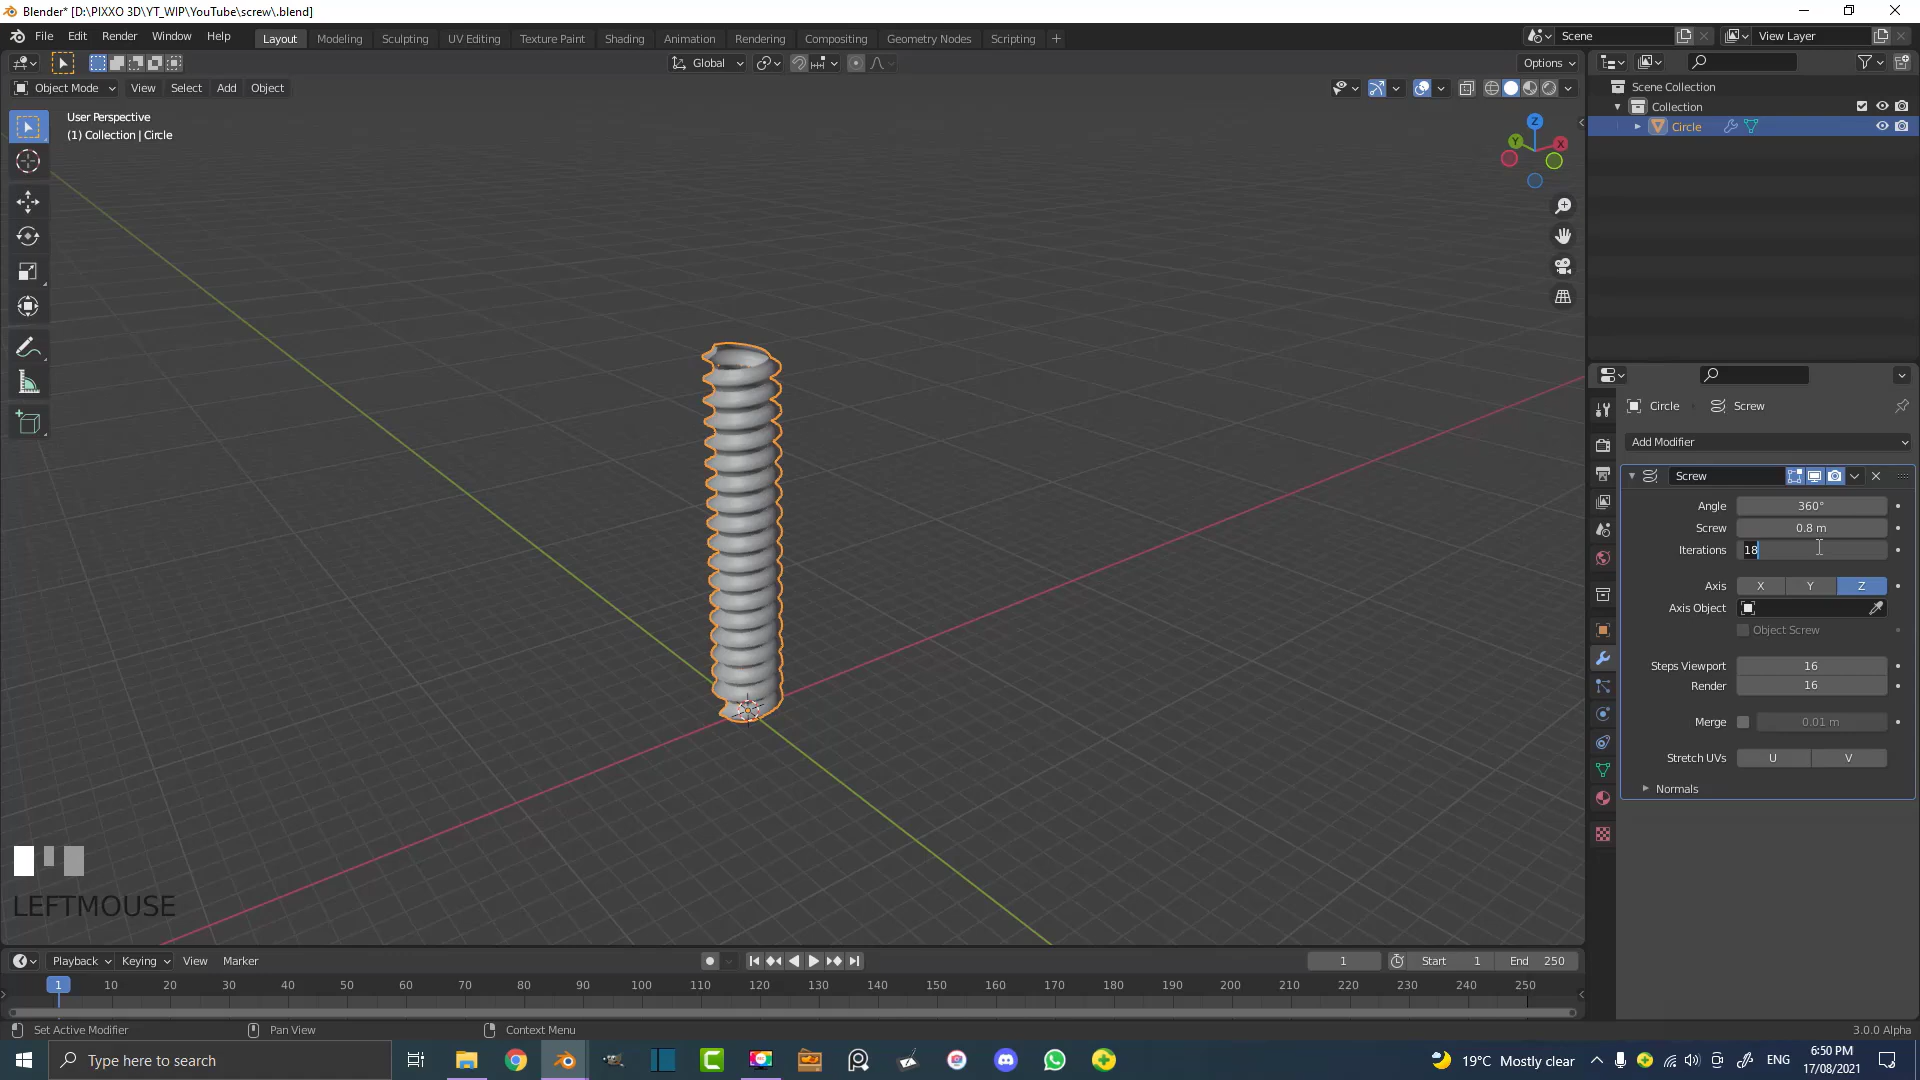 Blender* [D:\PIXXO 3D\YT_WIP\YouTube\screw\.blend]
File Edit Render Window Help Layout Modeling Sculpting UV Editing Texture Paint Shading Animation Rendering Compositing Geometry Nodes Scripting + Scene View Layer
Global Options
Object Mode View Select Add Object
User Perspective
(1) Collection | Circle
Z
Y X
Scene Collection
Collection
Circle
Circle Screw
Add Modifier
Screw
Angle 360°
Screw 0.8 m
Iterations 18
Axis X Y Z
Axis Object
Object Screw
Steps Viewport 16
Render 16
Merge 0.01 m
Stretch UVs U V
Normals
LEFTMOUSE
Playback Keying View Marker 1 Start 1 End 250
1 10 20 30 40 50 60 70 80 90 100 110 120 130 140 150 160 170 180 190 200 210 220 230 240 250
Set Active Modifier Pan View Context Menu 3.0.0 Alpha
Type here to search 19°C Mostly clear ENG 6:50 PM
17/08/2021